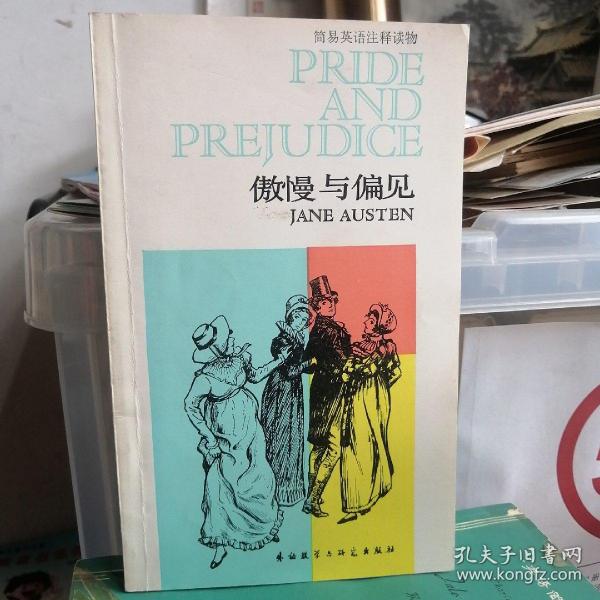 简易英语注释读物
PRIDE
AND
PREJUDICE
傲慢与偏见
JANE AUSTEN
外语教学与研究出版社
孔夫子旧书网
www.kongfz.com